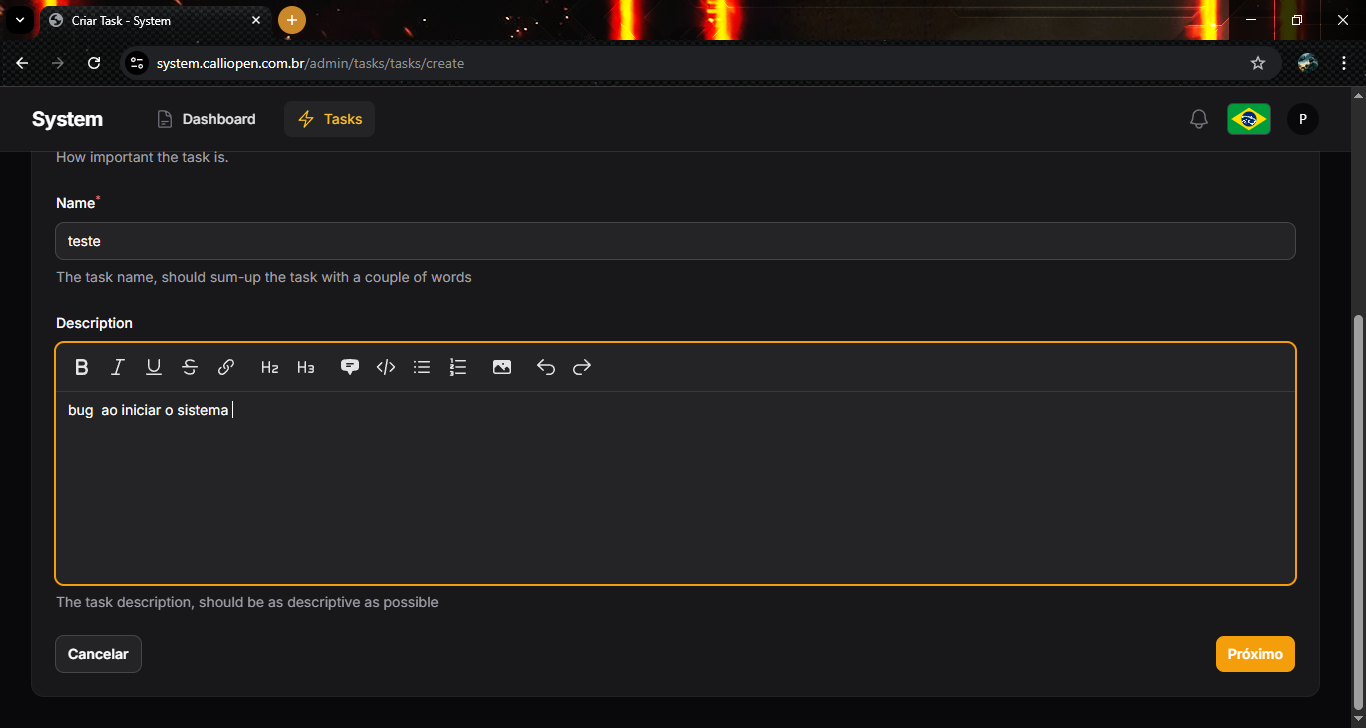 Criar Task - System
system.calliopen.com.br/admin/tasks/tasks/create
System Dashboard Tasks P
How important the task is.
Name*
teste
The task name, should sum-up the task with a couple of words
Description
B I U S H2 H3
bug  ao iniciar o sistema
The task description, should be as descriptive as possible
Cancelar Próximo